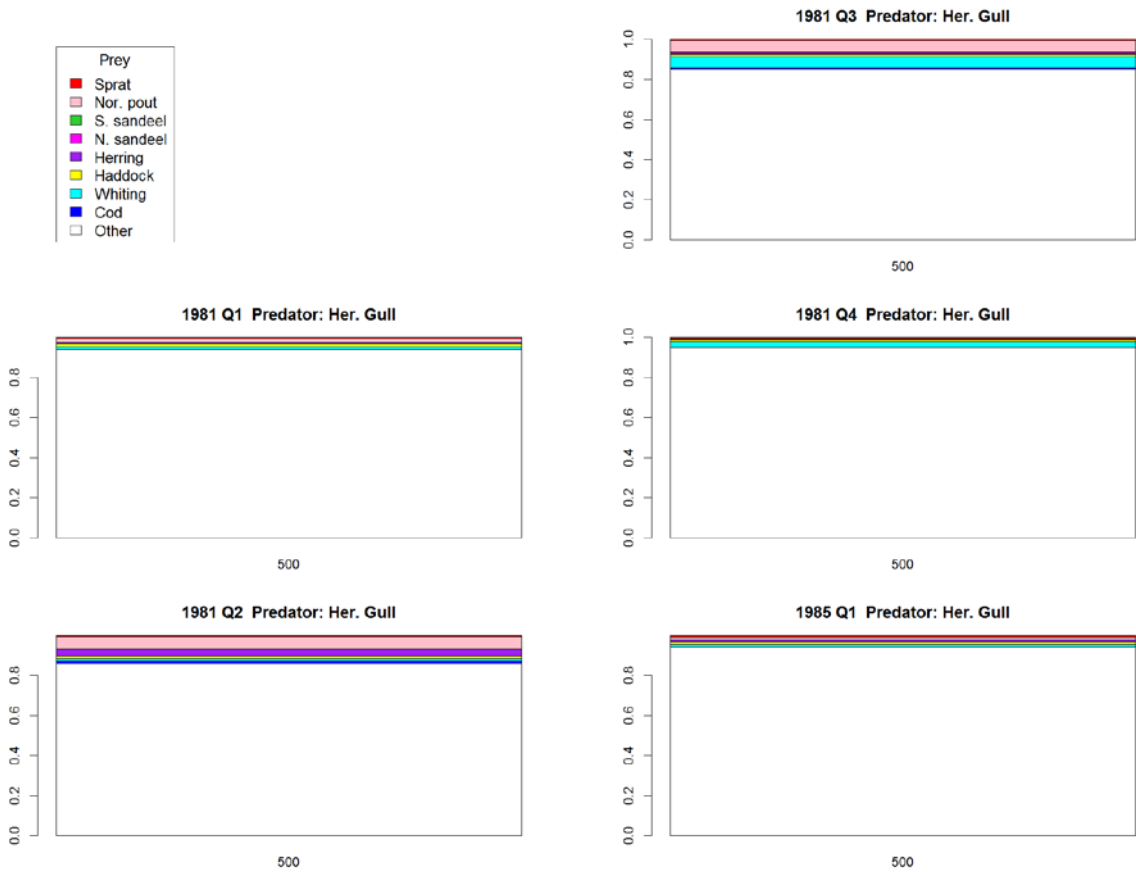 Prey
Sprat
Nor. pout
S. sandeel
N. sandeel
Herring
Haddock
Whiting
Cod
Other
1981 Q3 Predator: Her. Gull
1.0
0.8
0.6
0.4
0.2
0.0
500
1981 Q1 Predator: Her. Gull
0.8
0.6
0.4
0.2
0.0
500
1981 Q4 Predator: Her. Gull
1.0
0.8
0.6
0.4
0.2
0.0
500
1981 Q2 Predator: Her. Gull
0.8
0.6
0.4
0.2
0.0
500
1985 Q1 Predator: Her. Gull
0.8
0.6
0.4
0.2
0.0
500